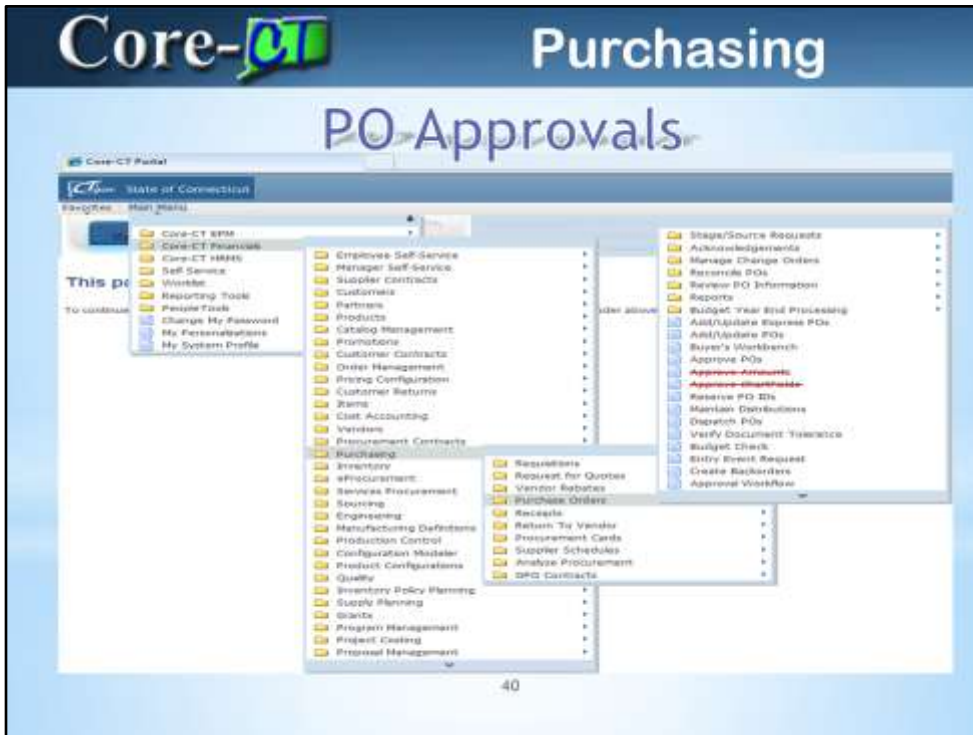 Core-CT
Purchasing
PO Approvals
Core-CT Portal
State of Connecticut
Favorites
Main Menu
Core-CT EPM
Core-CT Financials
Core-CT HRMS
Self Service
Worklist
Reporting Tools
PeopleTools
Change My Password
My Personalizations
My System Profile
This pa
To continue
ider above
Employee Self-Service
Manager Self-Service
Supplier Contracts
Customers
Partners
Products
Catalog Management
Promotions
Customer Contracts
Order Management
Pricing Configuration
Customer Returns
Items
Cost Accounting
Vendors
Procurement Contracts
Purchasing
Inventory
eProcurement
Services Procurement
Sourcing
Engineering
Manufacturing Definitions
Production Control
Configuration Modeler
Product Configurations
Quality
Inventory Policy Planning
Supply Planning
Grants
Program Management
Project Costing
Proposal Management
Requisitions
Request for Quotes
Vendor Rebates
Purchase Orders
Receipts
Return To Vendor
Procurement Cards
Supplier Schedules
Analyze Procurement
DPO Contracts
Stage/Source Requests
Acknowledgements
Manage Change Orders
Reconcile POs
Review PO Information
Reports
Budget Year End Processing
Add/Update Express POs
Add/Update POs
Buyer's Workbench
Approve POs
Approve Amounts
Approve Chartfields
Reserve PO IDs
Maintain Distributions
Dispatch POs
Verify Document Tolerance
Budget Check
Entry Event Request
Create Backorders
Approval Workflow
40